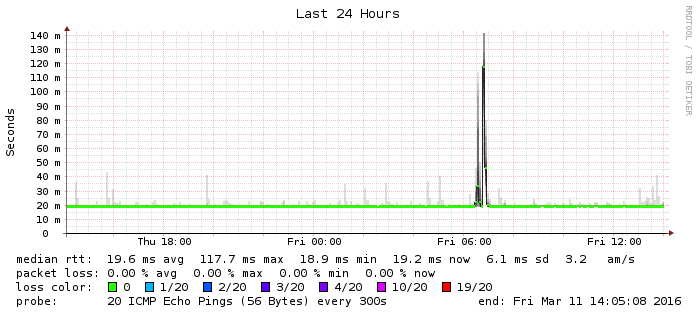 Last 24 Hours
RRDTOOL / TOBI OETIKER
Seconds
140 m
130 m
120 m
110 m
100 m
90 m
80 m
70 m
60 m
50 m
40 m
30 m
20 m
10 m
0
Thu 18:00 Fri 00:00 Fri 06:00 Fri 12:00
median rtt: 19.6 ms avg 117.7 ms max 18.9 ms min 19.2 ms now 6.1 ms sd 3.2 am/s
packet loss: 0.00 % avg 0.00 % max 0.00 % min 0.00 % now
loss color: 0 1/20 2/20 3/20 4/20 10/20 19/20
probe: 20 ICMP Echo Pings (56 Bytes) every 300s end: Fri Mar 11 14:05:08 2016